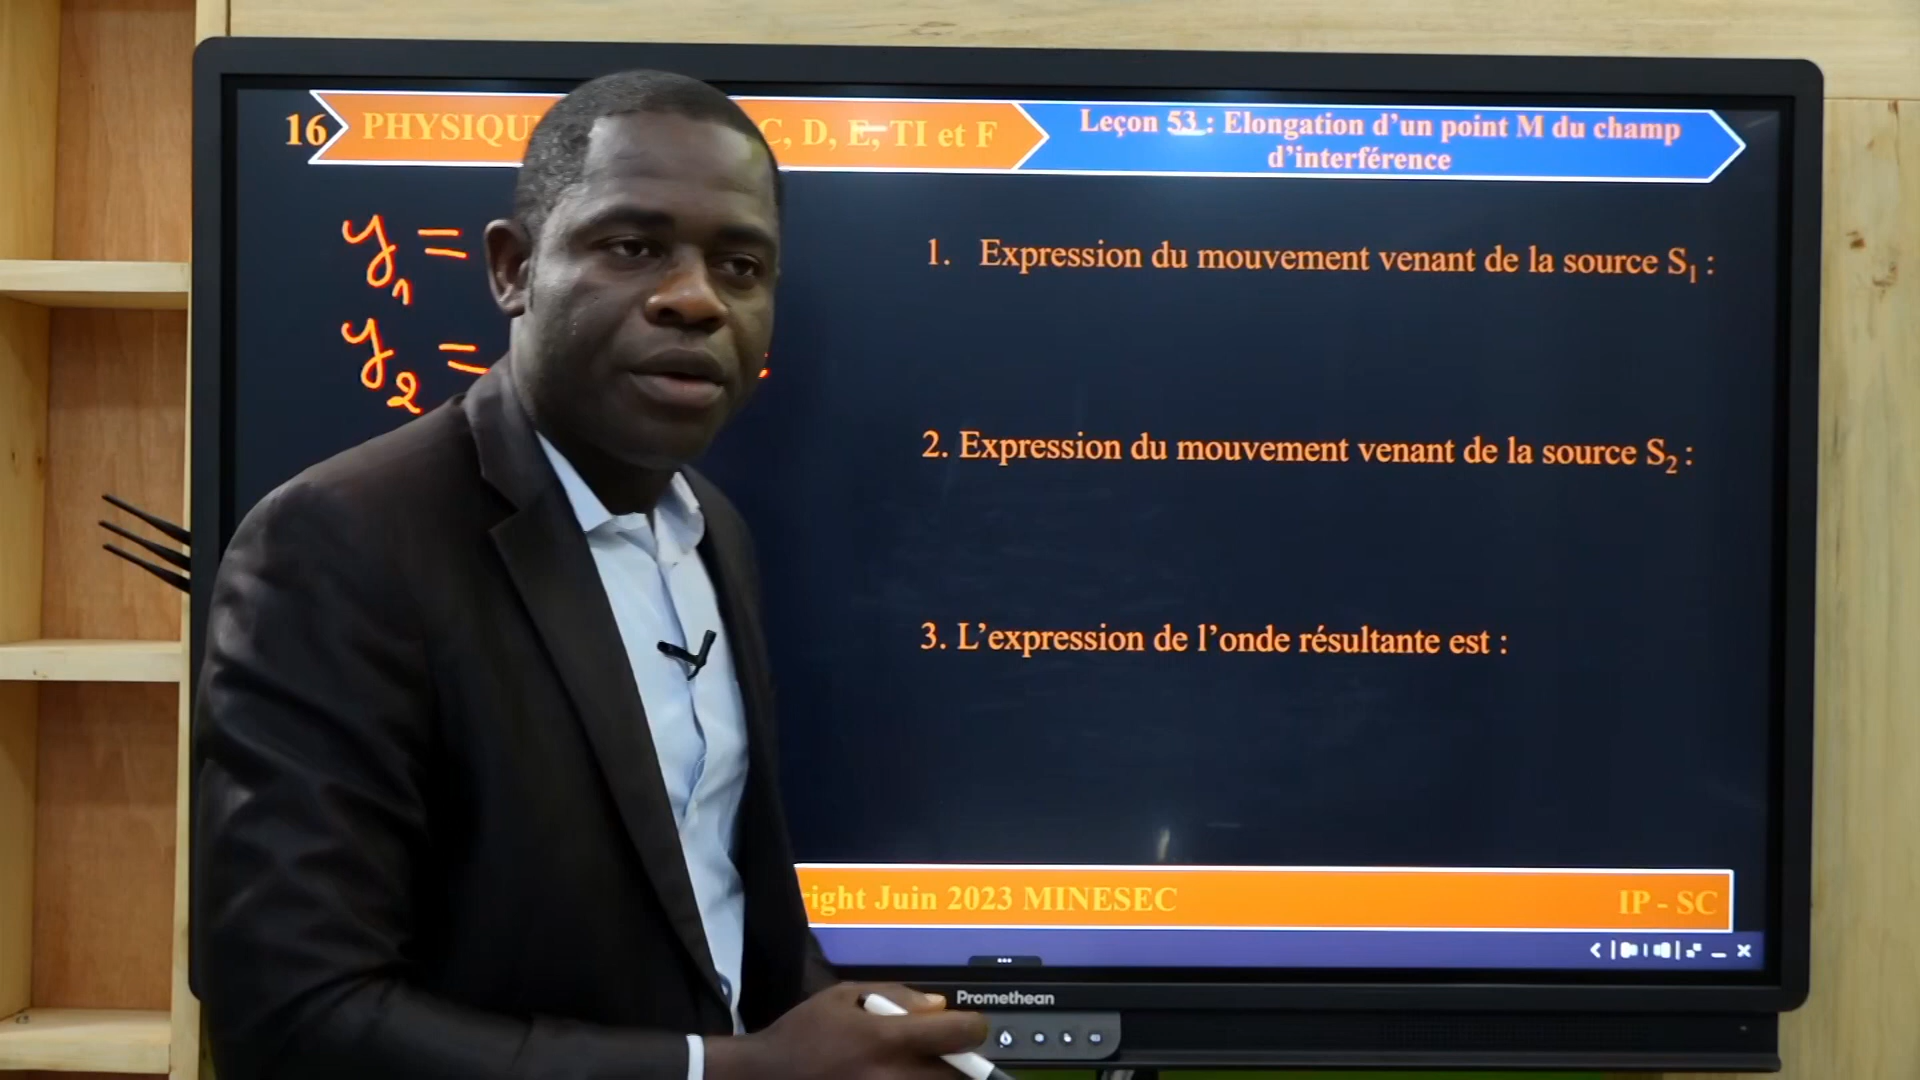 16
PHYSIQU C, D, E, TI et F
Leçon 53 : Elongation d’un point M du champ
d’interférence
y₁ =
y₂ =
1. Expression du mouvement venant de la source S₁ :
2. Expression du mouvement venant de la source S₂ :
3. L’expression de l’onde résultante est :
right Juin 2023 MINESEC
IP - SC
Promethean